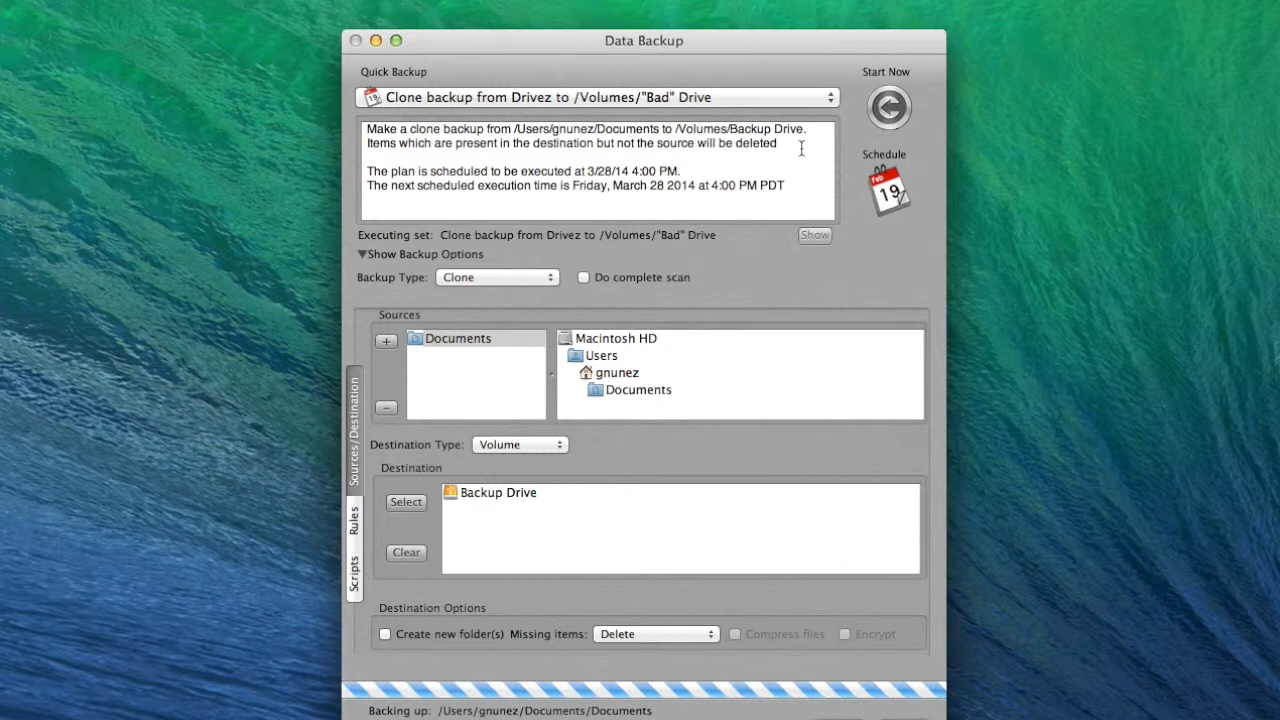 Data Backup
Quick Backup
Start Now
19 Clone backup from Drivez to /Volumes/"Bad" Drive
Make a clone backup from /Users/gnunez/Documents to /Volumes/Backup Drive.
Items which are present in the destination but not the source will be deleted
The plan is scheduled to be executed at 3/28/14 4:00 PM.
The next scheduled execution time is Friday, March 28 2014 at 4:00 PM PDT
Schedule
Feb
19
Executing set: Clone backup from Drivez to /Volumes/"Bad" Drive Show
Show Backup Options
Backup Type: Clone Do complete scan
Sources/Destination
Rules
Scripts
Sources
+
-
Documents
Macintosh HD
Users
gnunez
Documents
Destination Type: Volume
Destination
Select
Clear
Backup Drive
Destination Options
Create new folder(s) Missing items: Delete Compress files Encrypt
Backing up: /Users/gnunez/Documents/Documents